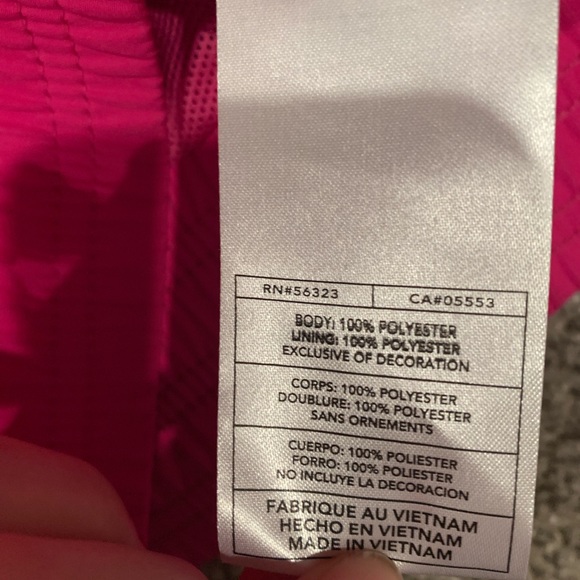 RN#56323 CA#05553
BODY: 100% POLYESTER
LINING: 100% POLYESTER
EXCLUSIVE OF DECORATION
CORPS: 100% POLYESTER
DOUBLURE: 100% POLYESTER
SANS ORNEMENTS
CUERPO: 100% POLIESTER
FORRO: 100% POLIESTER
NO INCLUYE LA DECORACION
FABRIQUE AU VIETNAM
HECHO EN VIETNAM
MADE IN VIETNAM